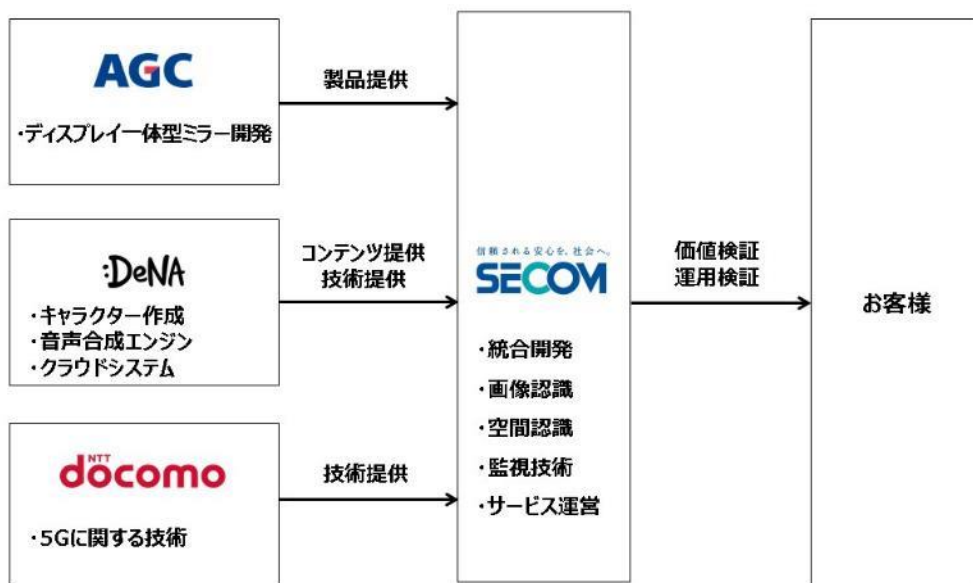 AGC
・ディスプレイ一体型ミラー開発
製品提供
:DeNA
・キャラクター作成
・音声合成エンジン
・クラウドシステム
コンテンツ提供
技術提供
NTT
döcomo
・5Gに関する技術
技術提供
信頼される安心を、社会へ。
SECOM
・統合開発
・画像認識
・空間認識
・監視技術
・サービス運営
価値検証
運用検証
お客様